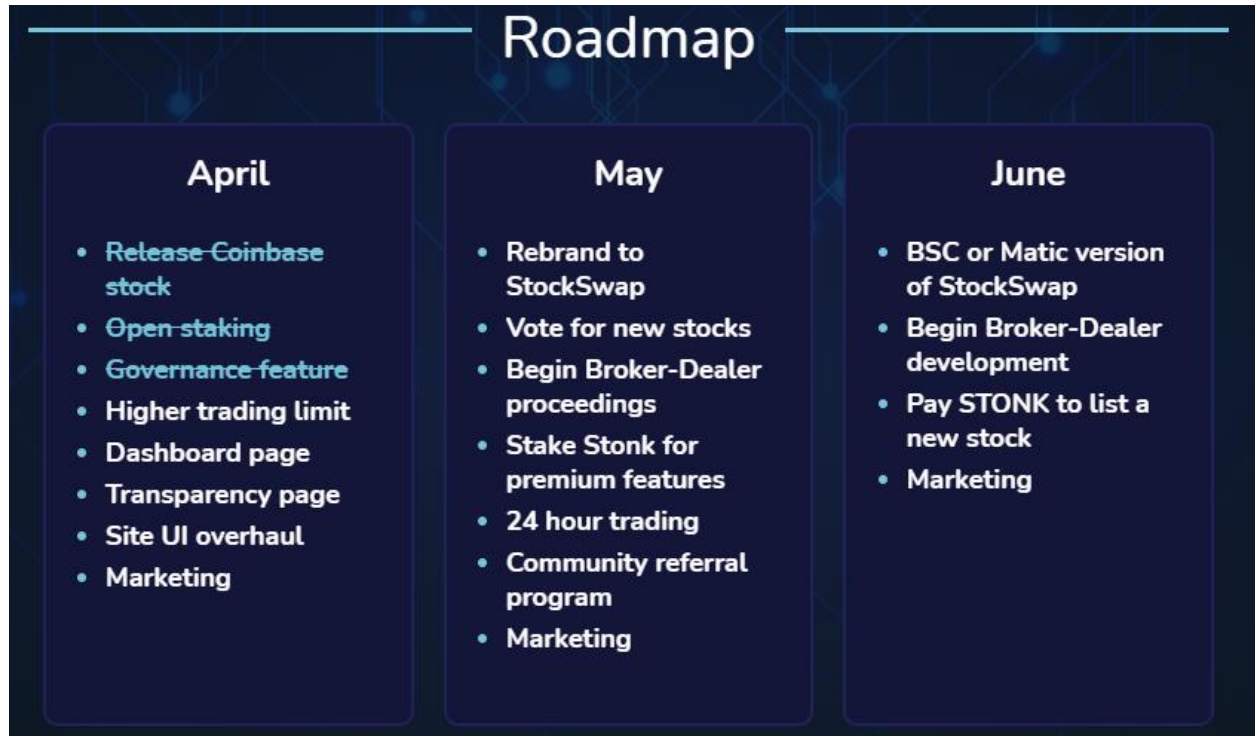 Roadmap
April
Release Coinbase
stock
Open staking
Governance feature
Higher trading limit
Dashboard page
Transparency page
Site UI overhaul
Marketing
May
Rebrand to
StockSwap
Vote for new stocks
Begin Broker-Dealer
proceedings
Stake Stonk for
premium features
24 hour trading
Community referral
program
Marketing
June
BSC or Matic version
of StockSwap
Begin Broker-Dealer
development
Pay STONK to list a
new stock
Marketing